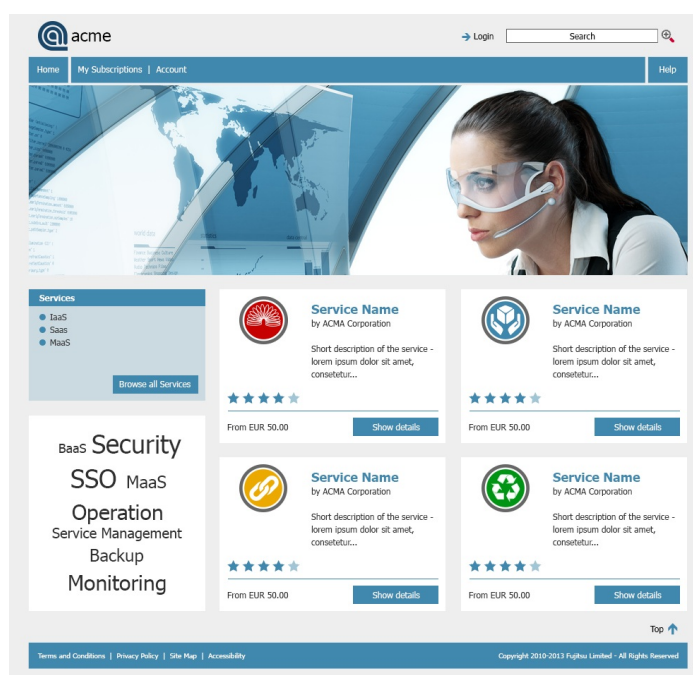 acme
Login
Search
Home
My Subscriptions | Account
Help
Services
IaaS
Saas
MaaS
Browse all Services
Service Name
by ACMA Corporation
Short description of the service -
lorem ipsum dolor sit amet,
consetetur...
From EUR 50.00
Show details
Service Name
by ACMA Corporation
Short description of the service -
lorem ipsum dolor sit amet,
consetetur...
From EUR 50.00
Show details
BaaS Security
SSO MaaS
Operation
Service Management
Backup
Monitoring
Service Name
by ACMA Corporation
Short description of the service -
lorem ipsum dolor sit amet,
consetetur...
From EUR 50.00
Show details
Service Name
by ACMA Corporation
Short description of the service -
lorem ipsum dolor sit amet,
consetetur...
From EUR 50.00
Show details
Top
Terms and Conditions | Privacy Policy | Site Map | Accessibility
Copyright 2010-2013 Fujihsu Limited - All Rights Reserved